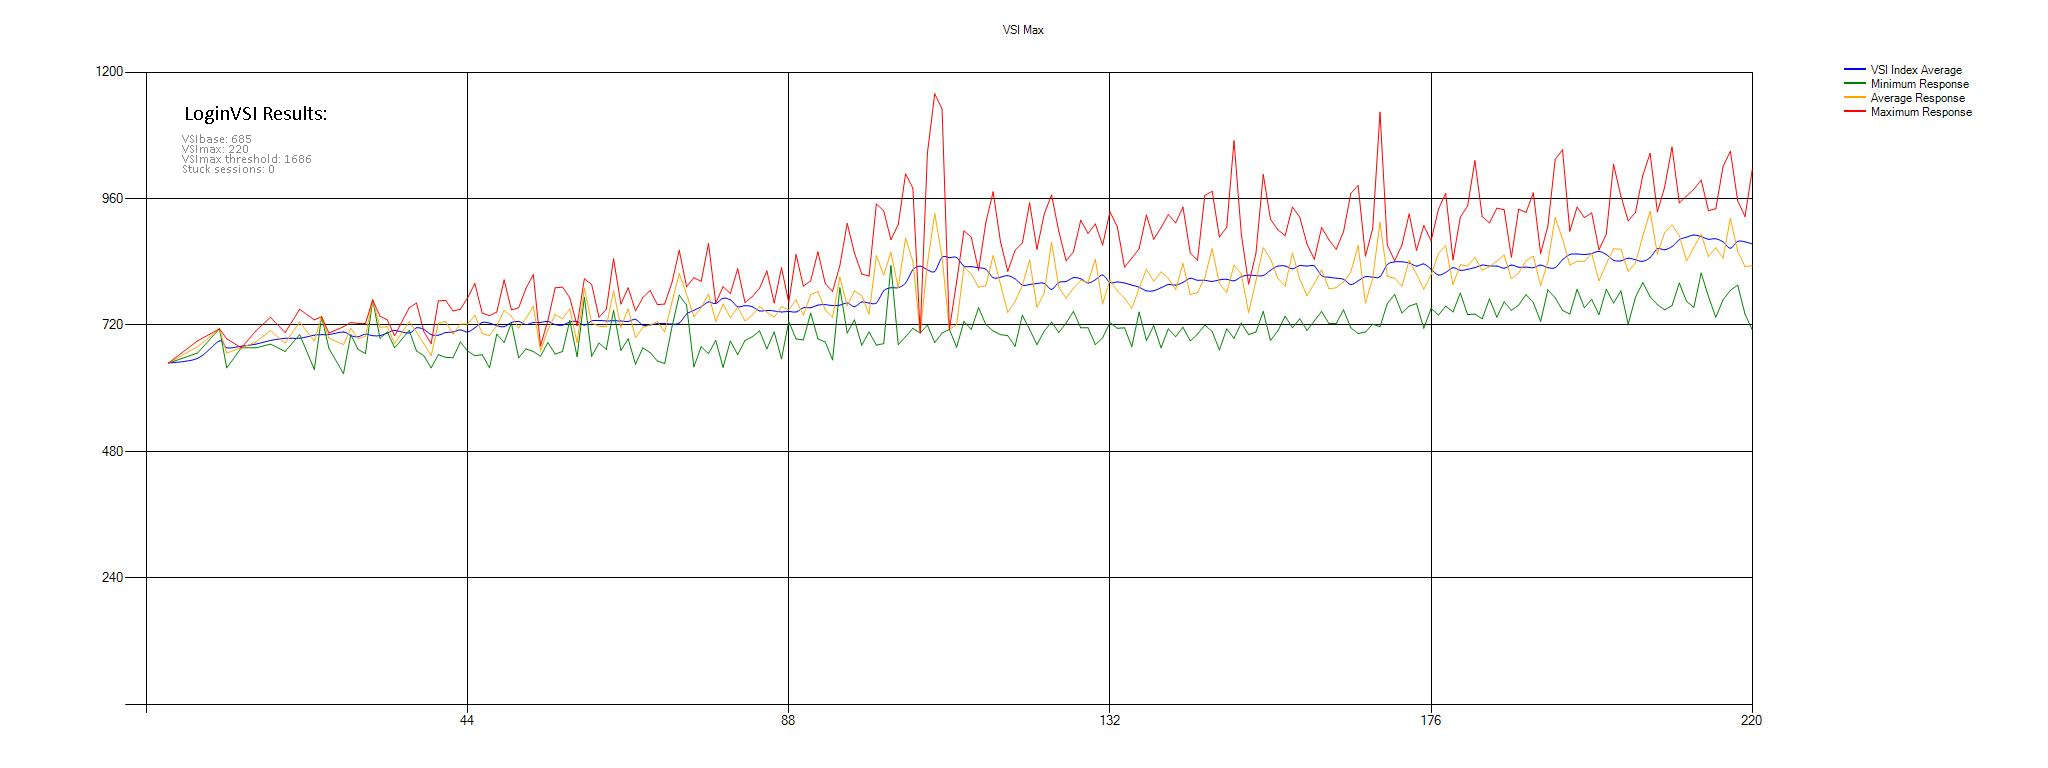 VSI Max
1200
960
720
480
240
LoginVSI Results:
VSIbase: 685
VSImax: 220
VSImax threshold: 1686
Stuck sessions: 0
VSI Index Average
Minimum Response
Average Response
Maximum Response
44
88
132
176
220